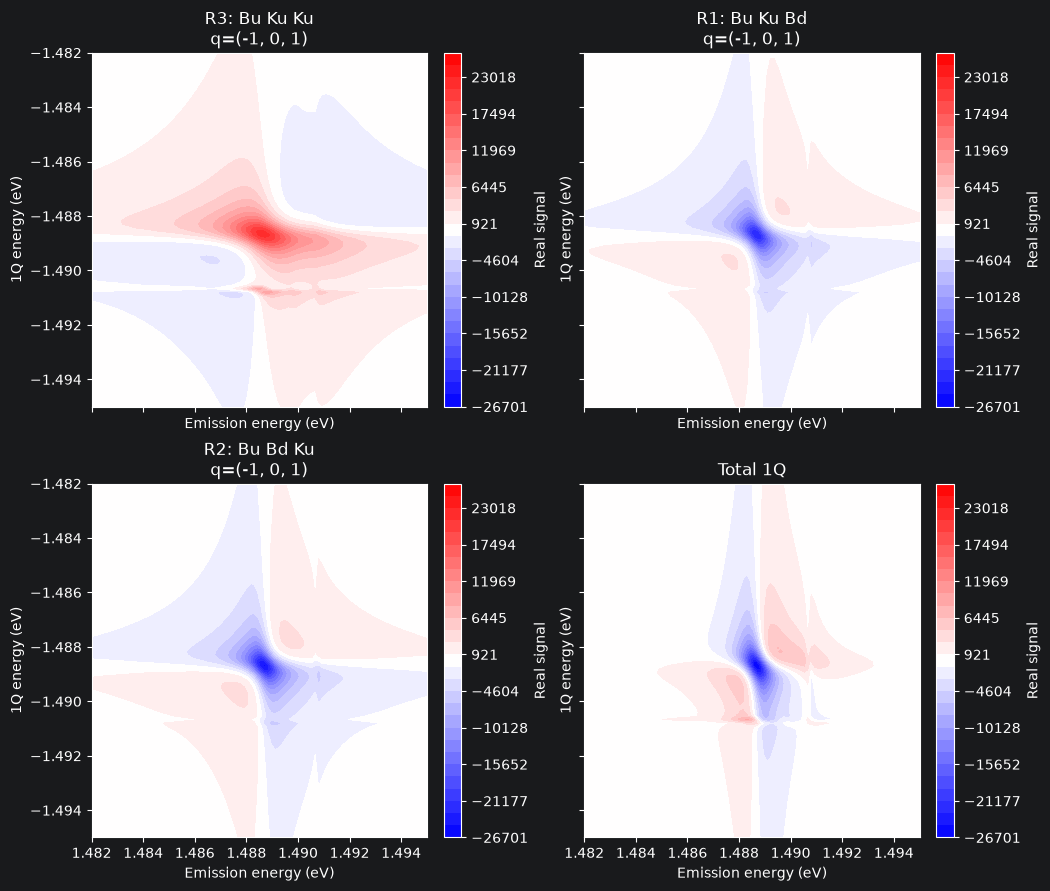 R3: Bu Ku Ku
q=(-1, 0, 1)
−1.482
−1.484
−1.486
−1.488
−1.490
−1.492
−1.494
1Q energy (eV)
Emission energy (eV)
23018
17494
11969
6445
921
−4604
−10128
−15652
−21177
−26701
Real signal
R1: Bu Ku Bd
q=(-1, 0, 1)
1Q energy (eV)
Emission energy (eV)
23018
17494
11969
6445
921
−4604
−10128
−15652
−21177
−26701
Real signal
R2: Bu Bd Ku
q=(-1, 0, 1)
−1.482
−1.484
−1.486
−1.488
−1.490
−1.492
−1.494
1Q energy (eV)
1.482 1.484 1.486 1.488 1.490 1.492 1.494
Emission energy (eV)
23018
17494
11969
6445
921
−4604
−10128
−15652
−21177
−26701
Real signal
Total 1Q
1Q energy (eV)
1.482 1.484 1.486 1.488 1.490 1.492 1.494
Emission energy (eV)
23018
17494
11969
6445
921
−4604
−10128
−15652
−21177
−26701
Real signal